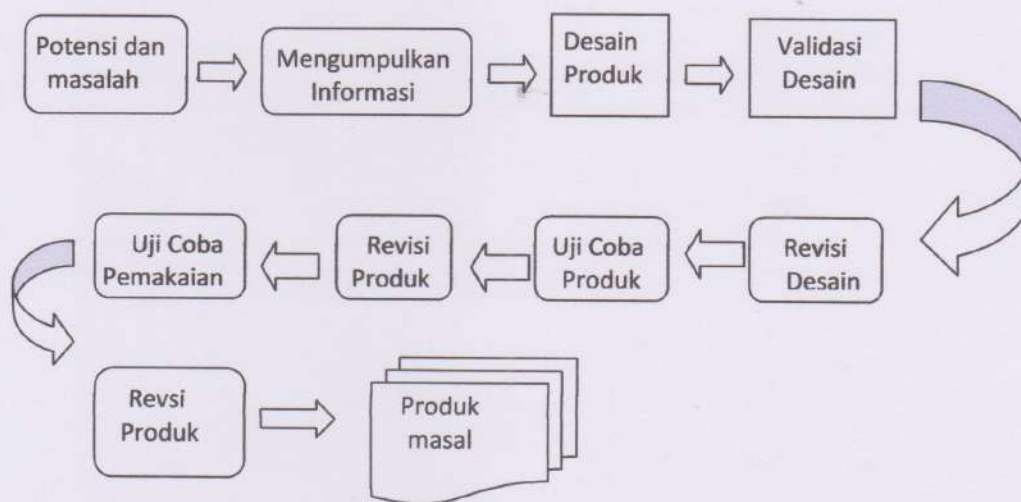 Potensi dan
masalah
Mengumpulkan
Informasi
Desain
Produk
Validasi
Desain
Revisi
Desain
Uji Coba
Produk
Revisi
Produk
Uji Coba
Pemakaian
Revsi
Produk
Produk
masal